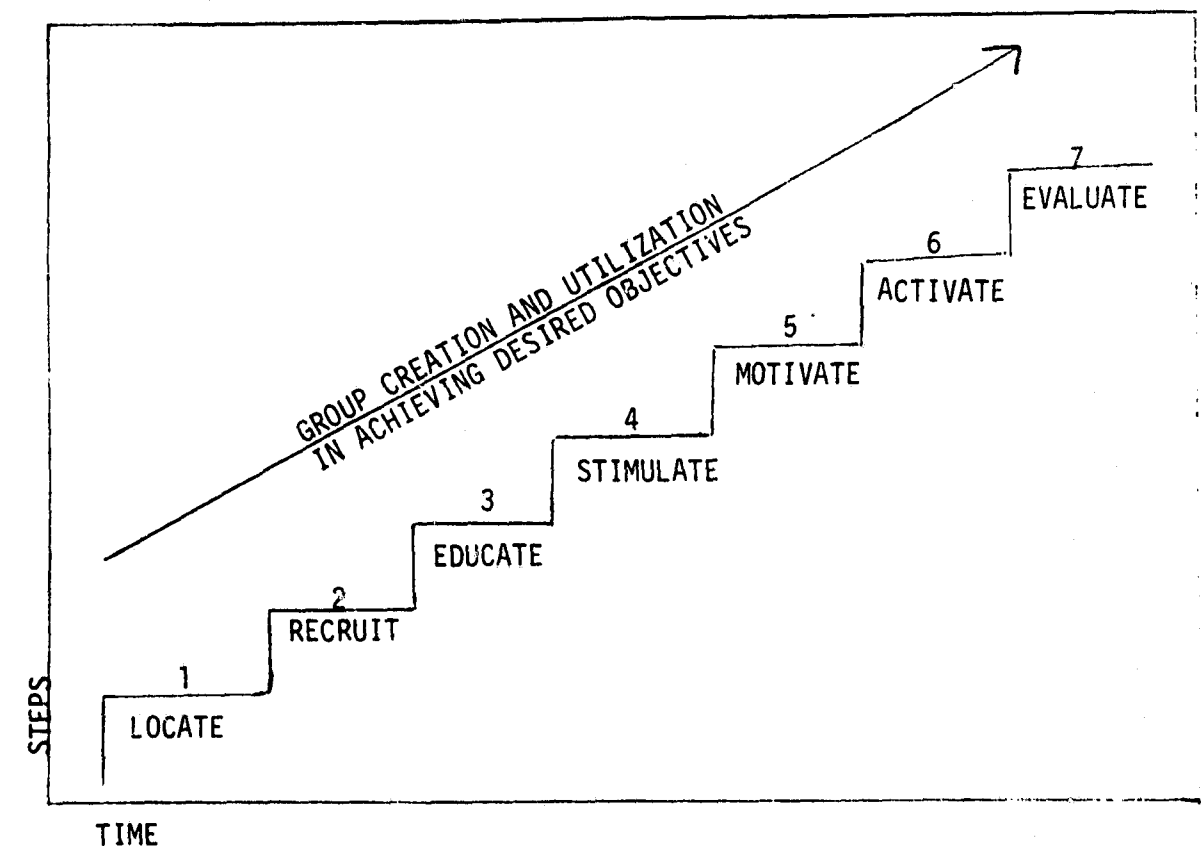 GROUP CREATION AND UTILIZATION
IN ACHIEVING DESIRED OBJECTIVES
7
EVALUATE
6
ACTIVATE
5
MOTIVATE
4
STIMULATE
3
EDUCATE
2
RECRUIT
1
LOCATE
STEPS
TIME